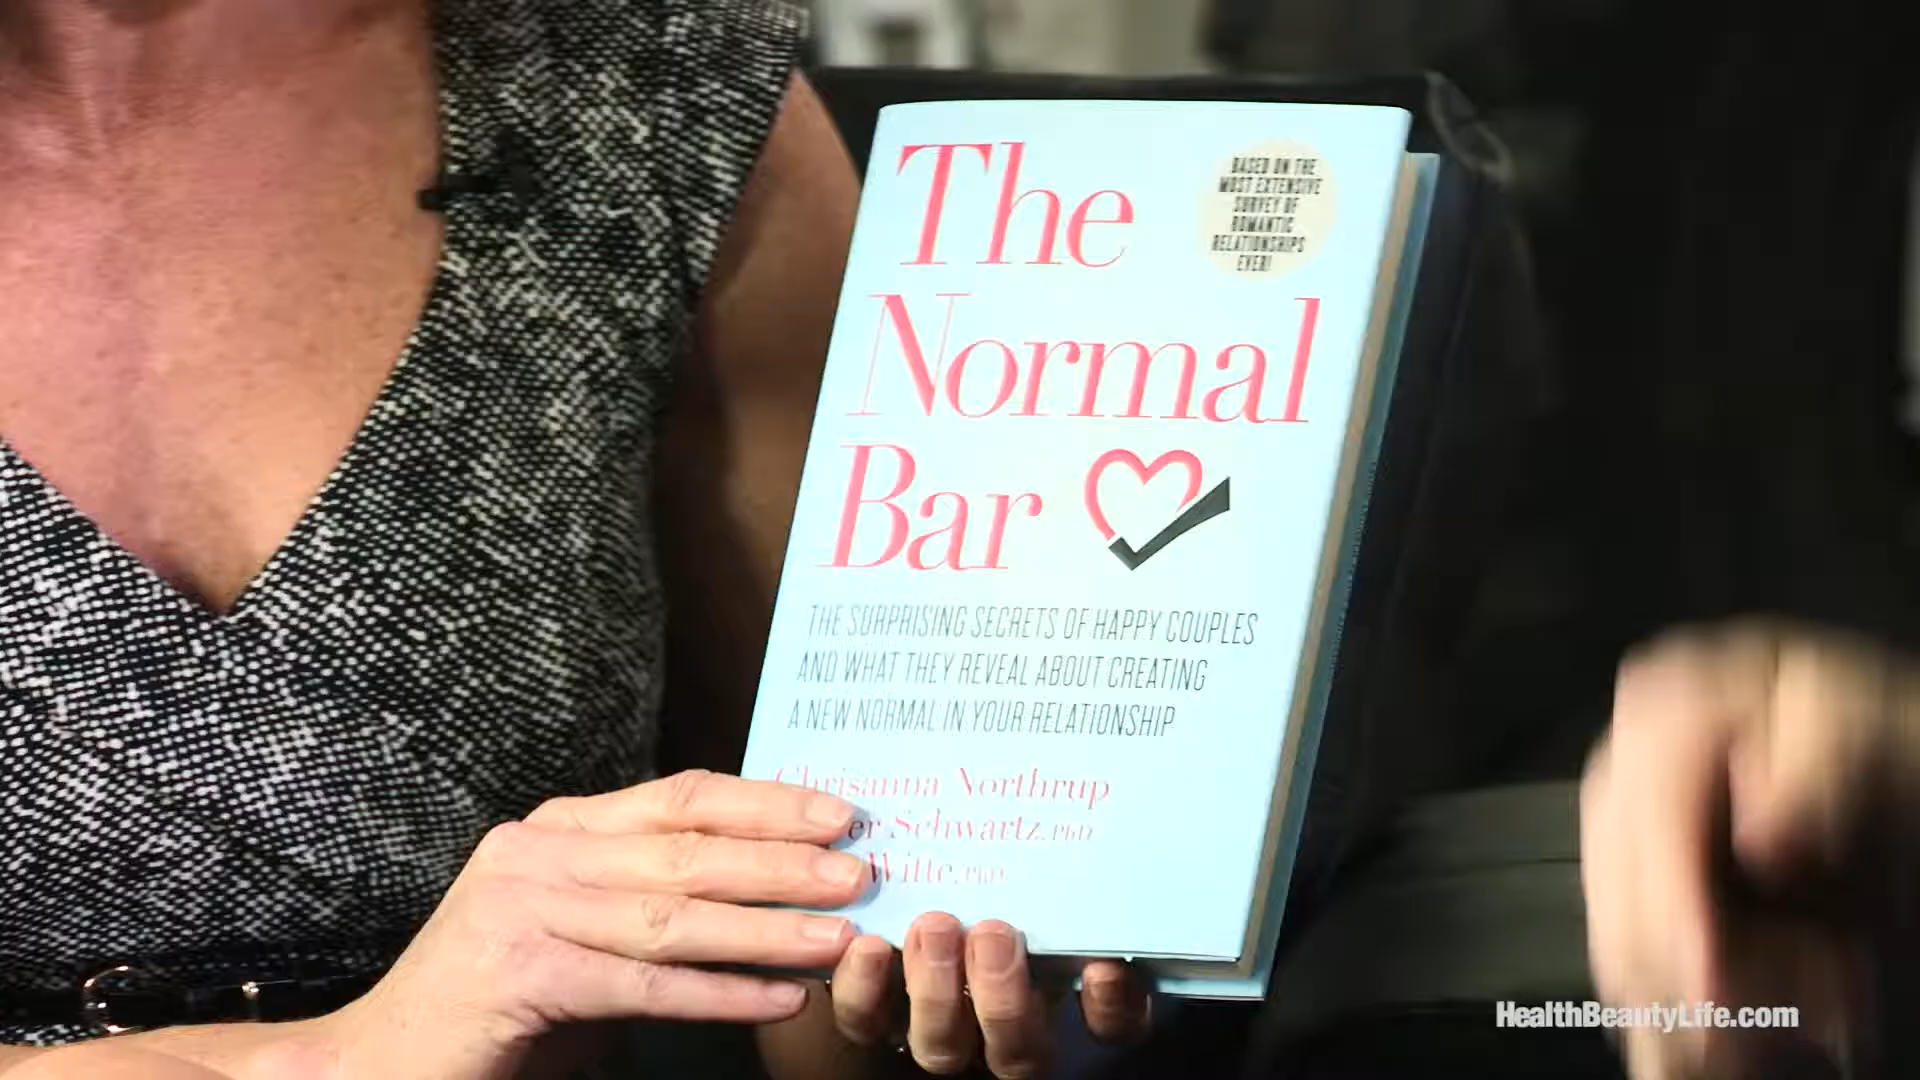 The
Normal
Bar
BASED ON THE
MOST EXTENSIVE
SURVEY OF
ROMANTIC
RELATIONSHIPS
EVER!
THE SURPRISING SECRETS OF HAPPY COUPLES
AND WHAT THEY REVEAL ABOUT CREATING
A NEW NORMAL IN YOUR RELATIONSHIP
Chrisanna Northrup
Schwartz, PhD
Witte, PhD
HealthBeautyLife.com